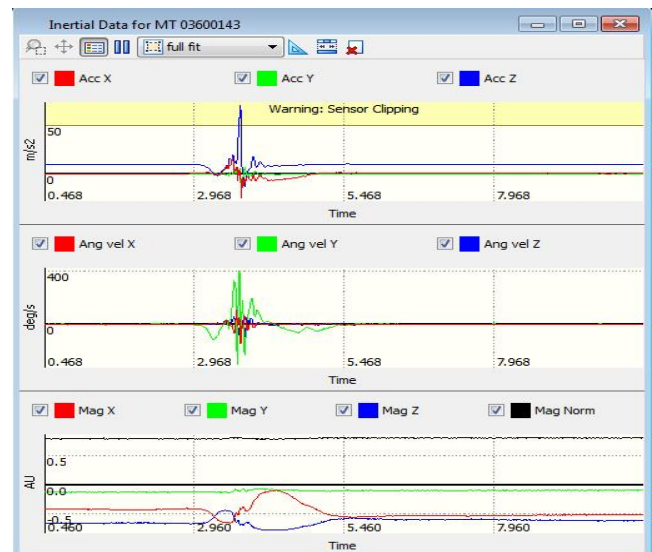 Inertial Data for MT 03600143
full fit
Acc X Acc Y Acc Z
Warning: Sensor Clipping
50
m/s2
0
0.468 2.968 5.468 7.968
Time
Ang vel X Ang vel Y Ang vel Z
400
deg/s
0
0.468 2.968 5.468 7.968
Time
Mag X Mag Y Mag Z Mag Norm
0.5
AU
0.0
-0.5
0.460 2.960 5.460 7.960
Time